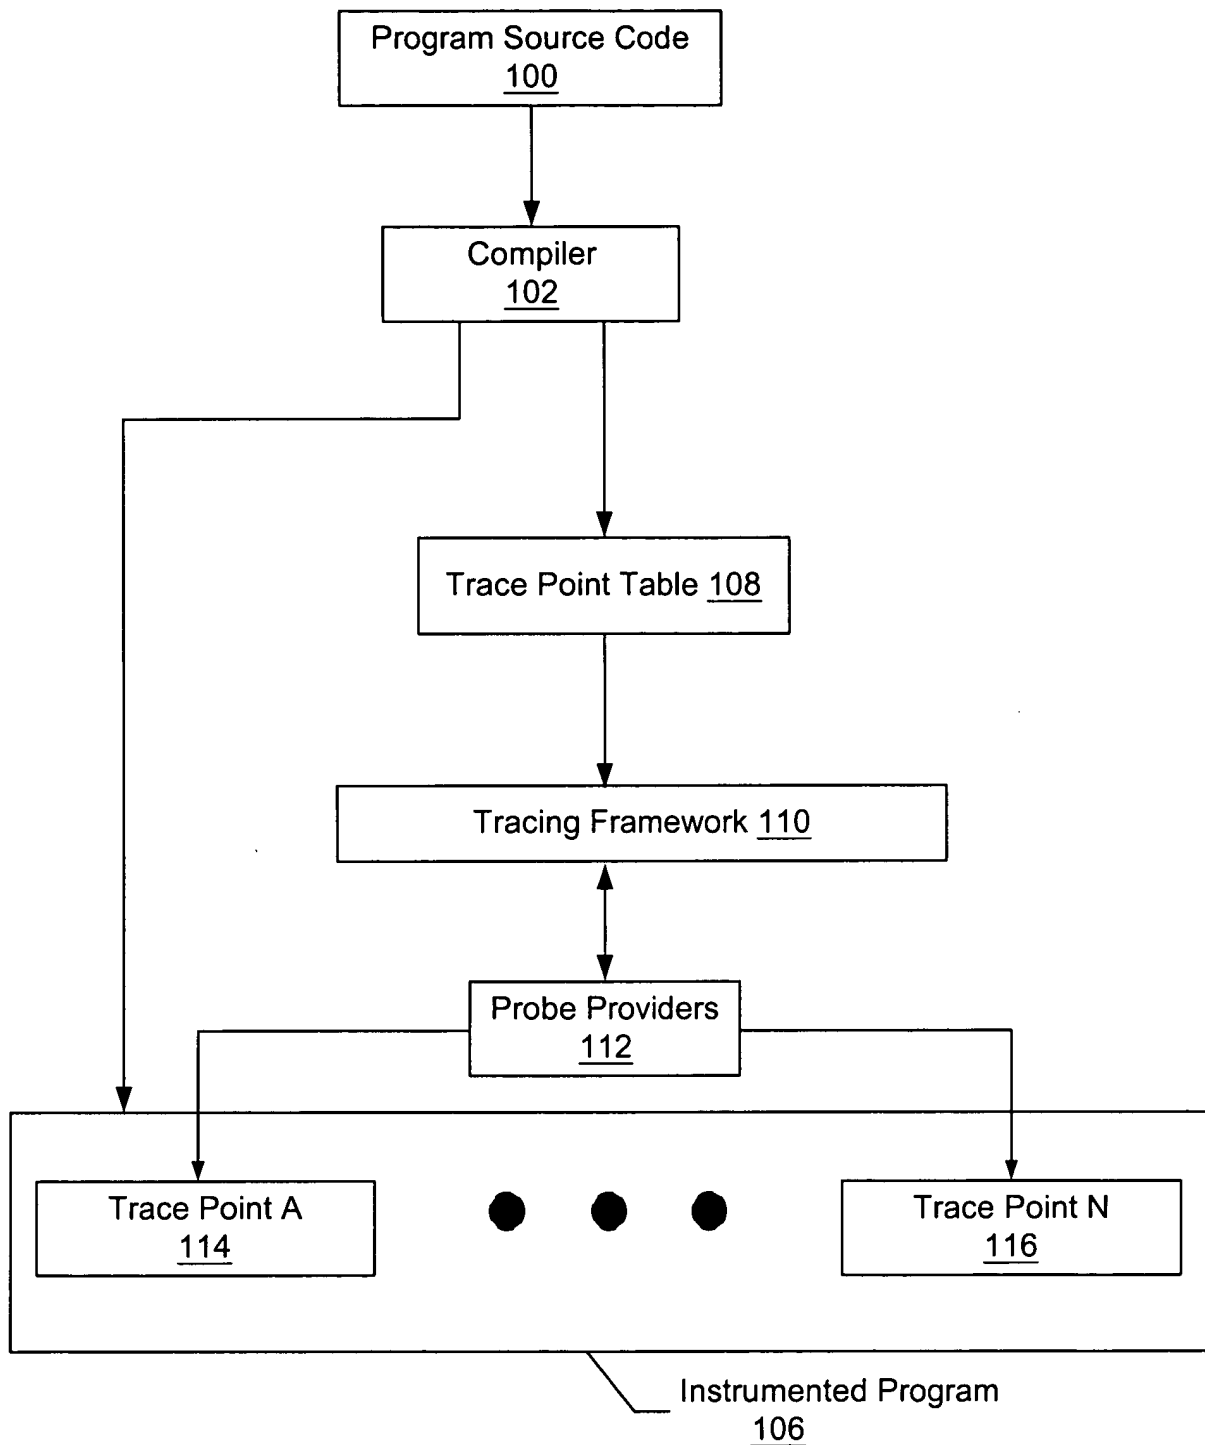 Program Source Code
100
Compiler
102
Trace Point Table 108
Tracing Framework 110
Probe Providers
112
Trace Point A
114
Trace Point N
116
Instrumented Program
106